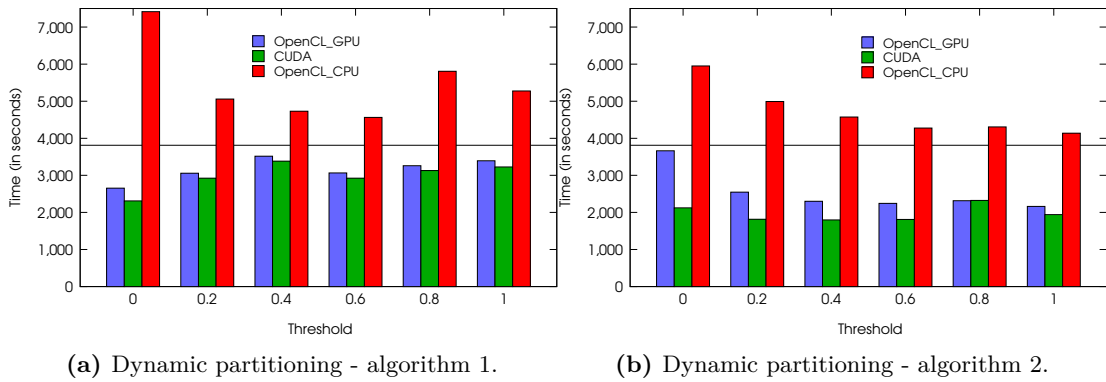 7,000
6,000
5,000
4,000
3,000
2,000
1,000
0
Time (in seconds)
OpenCL_GPU
CUDA
OpenCL_CPU
0 0.2 0.4 0.6 0.8 1
Threshold
(a) Dynamic partitioning - algorithm 1.
7,000
6,000
5,000
4,000
3,000
2,000
1,000
0
Time (in seconds)
OpenCL_GPU
CUDA
OpenCL_CPU
0 0.2 0.4 0.6 0.8 1
Threshold
(b) Dynamic partitioning - algorithm 2.